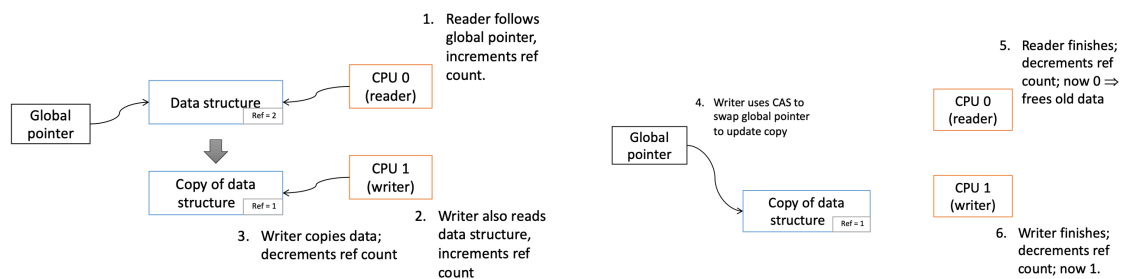 1. Reader follows
global pointer,
increments ref
count.
CPU 0
(reader)
Data structure
Ref = 2
Global
pointer
Copy of data
structure
Ref = 1
CPU 1
(writer)
2. Writer also reads
data structure,
increments ref
count
3. Writer copies data;
decrements ref count
4. Writer uses CAS to
swap global pointer
to update copy
Global
pointer
Copy of data
structure
Ref = 1
5. Reader finishes;
decrements ref
count; now 0 ⇒
frees old data
CPU 0
(reader)
CPU 1
(writer)
6. Writer finishes;
decrements ref
count; now 1.